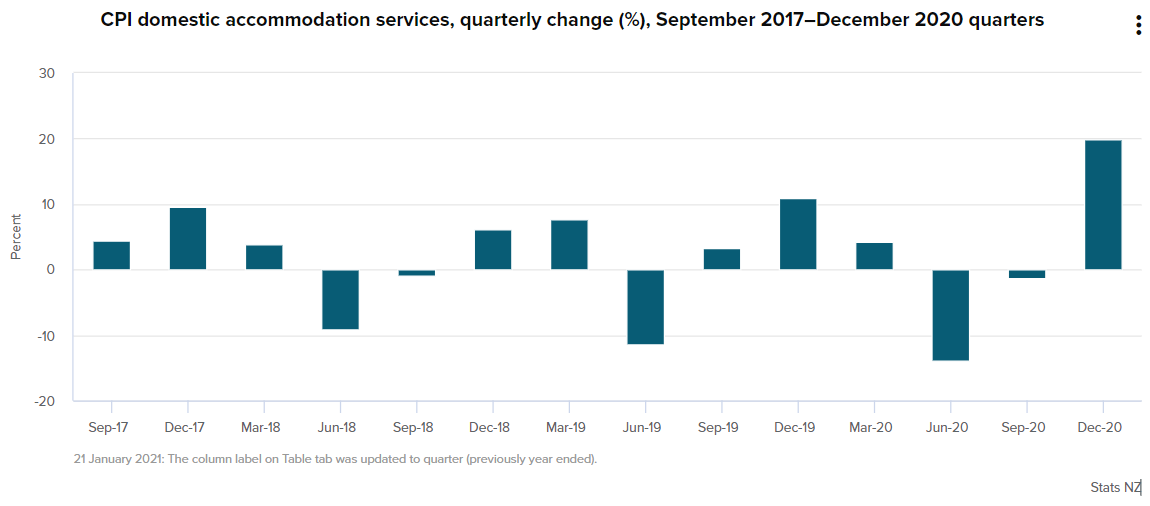 CPI domestic accommodation services, quarterly change (%), September 2017–December 2020 quarters
Percent
30
20
10
0
-10
-20
Sep-17 Dec-17 Mar-18 Jun-18 Sep-18 Dec-18 Mar-19 Jun-19 Sep-19 Dec-19 Mar-20 Jun-20 Sep-20 Dec-20
21 January 2021: The column label on Table tab was updated to quarter (previously year ended).
Stats NZ